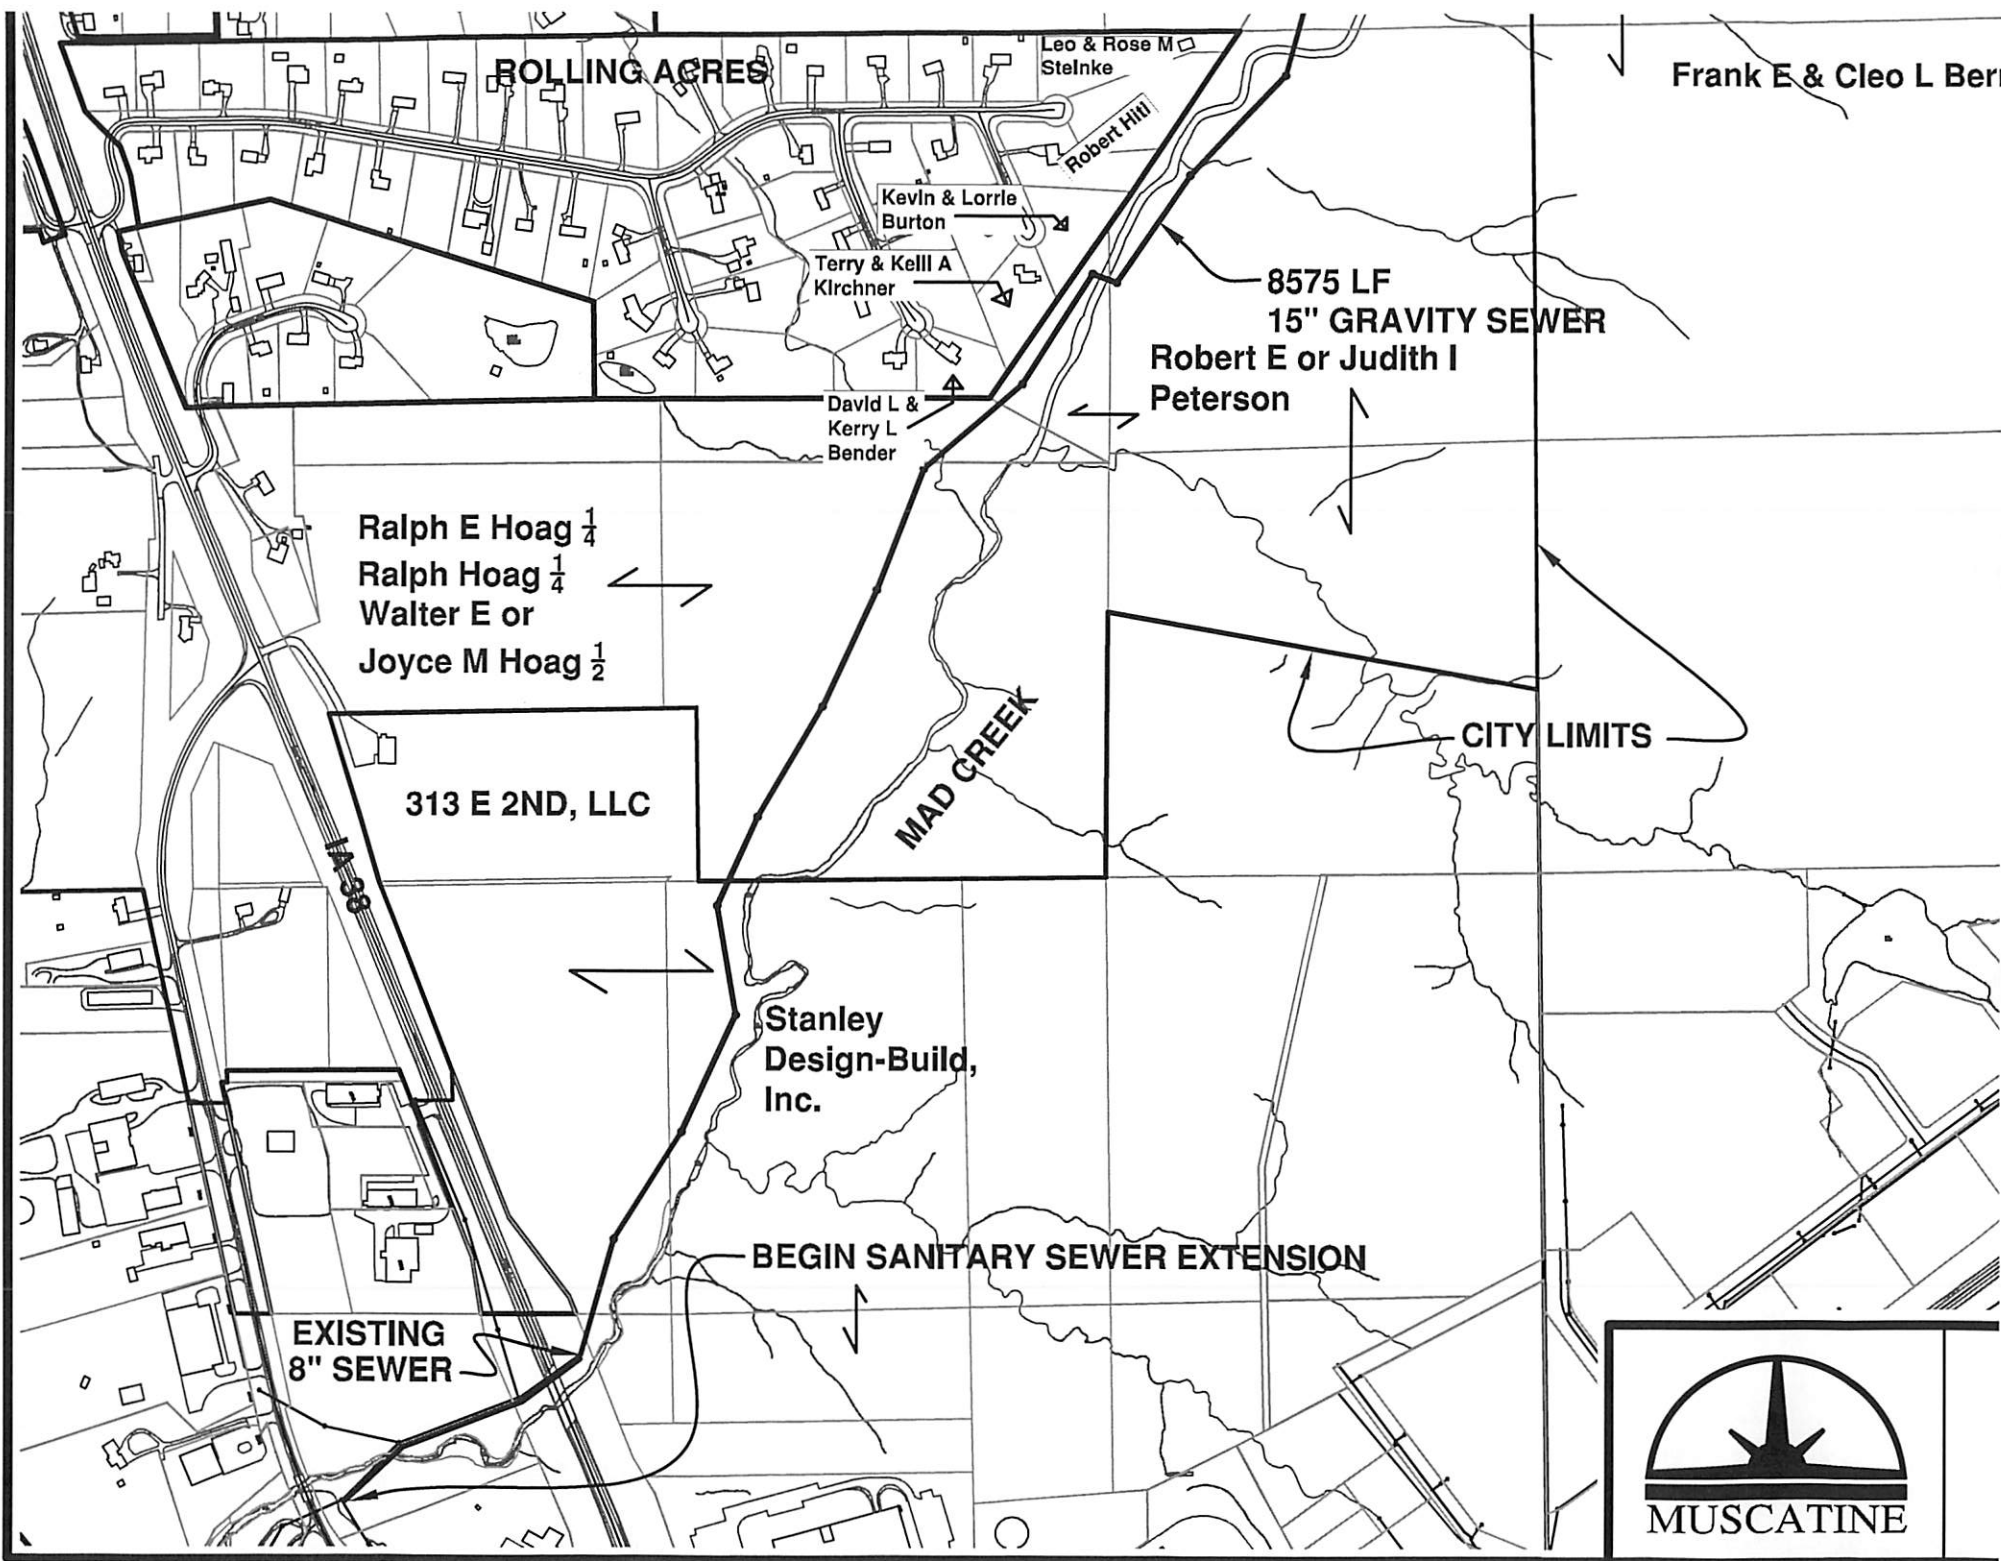 ROLLING ACRES
Leo & Rose M
Steinke
Frank E & Cleo L Ber
Robert Hitl
Kevin & Lorrie
Burton
Terry & Kelli A
Kirchner
8575 LF
15" GRAVITY SEWER
Robert E or Judith I
Peterson
David L &
Kerry L
Bender
Ralph E Hoag 1/4
Ralph Hoag 1/4
Walter E or
Joyce M Hoag 1/2
MAD CREEK
CITY LIMITS
313 E 2ND, LLC
IA 38
Stanley
Design-Build,
Inc.
BEGIN SANITARY SEWER EXTENSION
EXISTING
8" SEWER
MUSCATINE